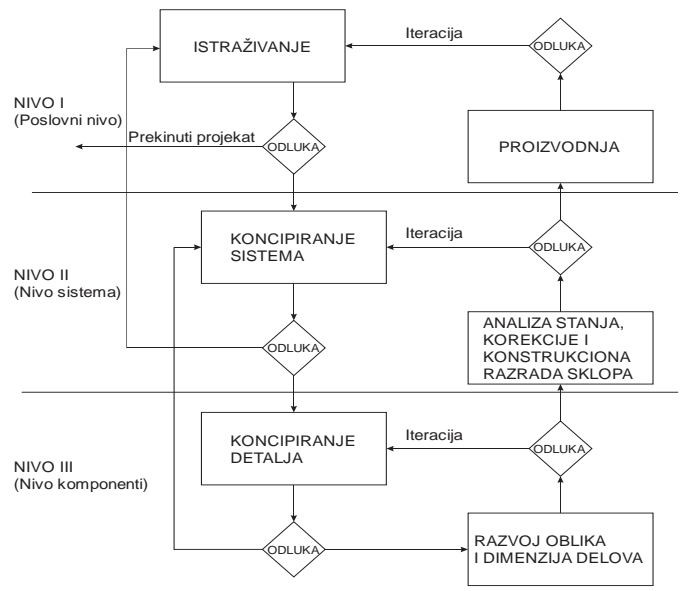 ISTRAŽIVANJE
Iteracija
ODLUKA
NIVO I
(Poslovni nivo)
Prekinuti projekat
ODLUKA
PROIZVODNJA
KONCIPIRANJE
SISTEMA
Iteracija
ODLUKA
NIVO II
(Nivo sistema)
ODLUKA
ANALIZA STANJA,
KOREKCIJE I
KONSTRUKCIONA
RAZRADA SKLOPA
KONCIPIRANJE
DETALJA
Iteracija
ODLUKA
NIVO III
(Nivo komponenti)
ODLUKA
RAZVOJ OBLIKA
I DIMENZIJA DELOVA